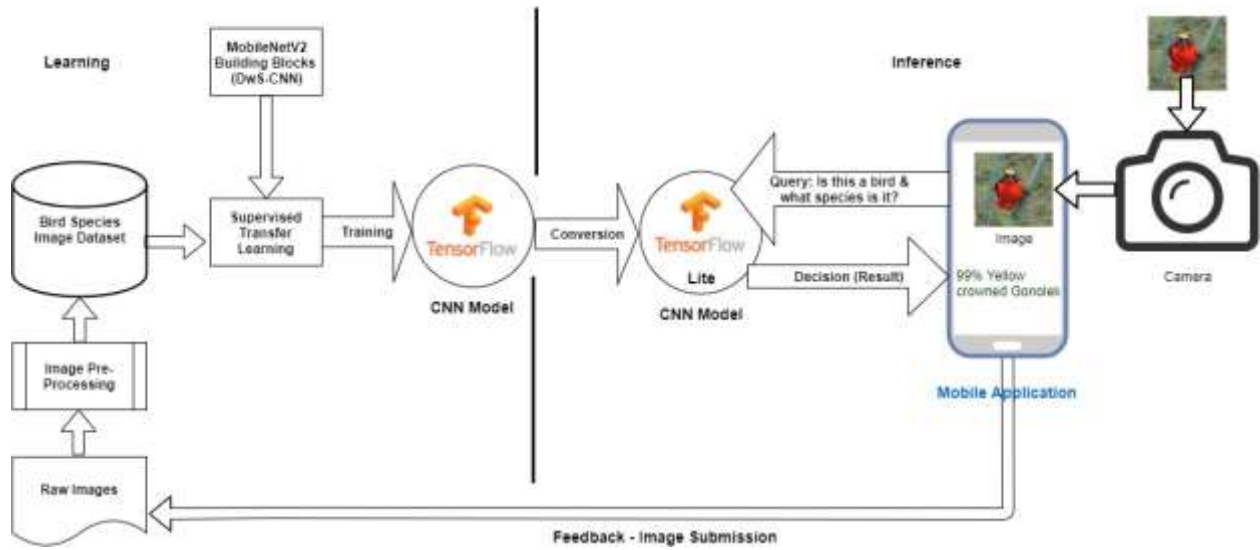 Learning
MobileNetV2
Building Blocks
(DwS-CNN)
Inference
Bird Species
Image Dataset
Supervised
Transfer
Learning
Training
TensorFlow
CNN Model
Conversion
TensorFlow
Lite
CNN Model
Query: Is this a bird &
what species is it?
Decision (Result)
Image
99% Yellow
crowned Gonolek
Camera
Mobile Application
Image Pre-
Processing
Raw Images
Feedback - Image Submission